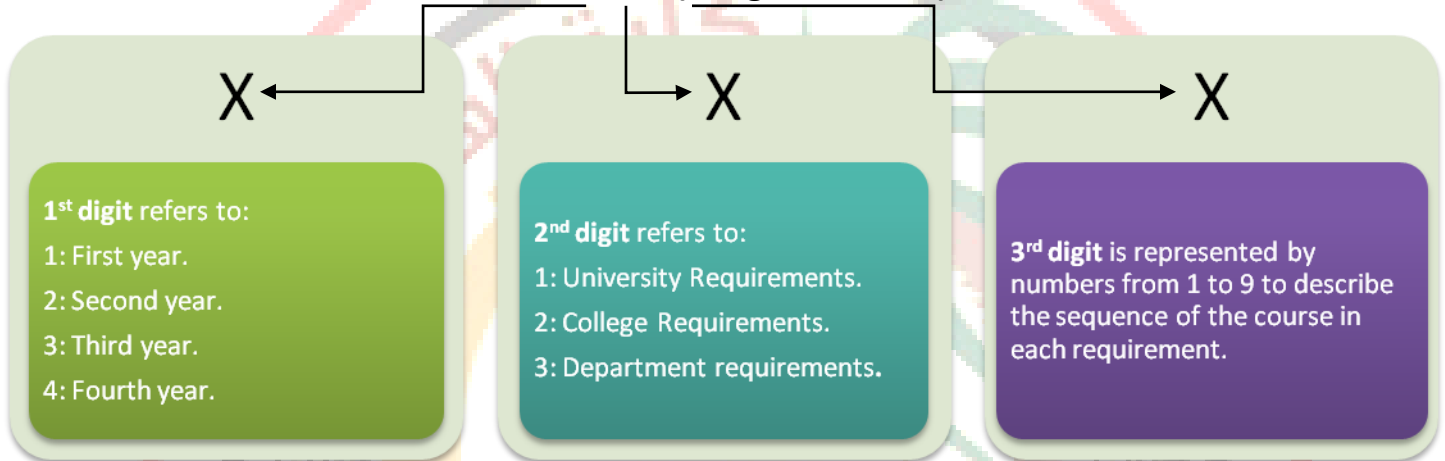 X
X
X
1st digit refers to:
1: First year.
2: Second year.
3: Third year.
4: Fourth year.
2nd digit refers to:
1: University Requirements.
2: College Requirements.
3: Department requirements.
3rd digit is represented by
numbers from 1 to 9 to describe
the sequence of the course in
each requirement.